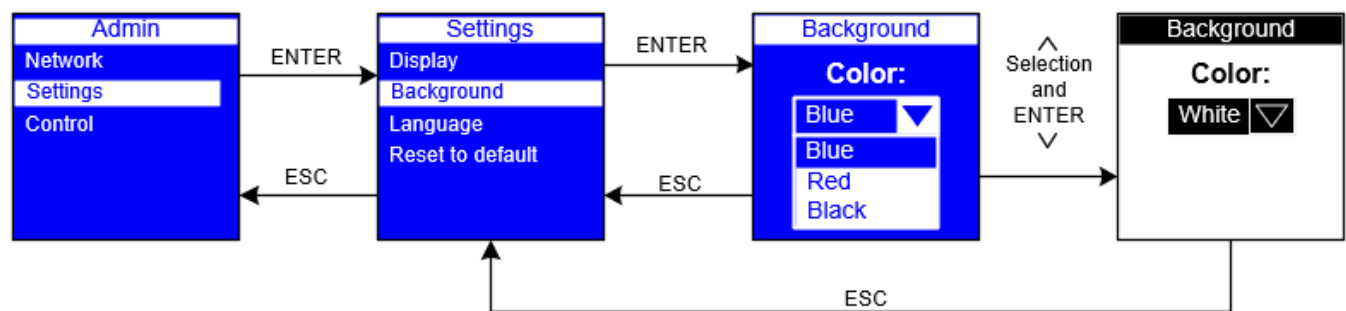 Admin
Network
Settings
Control
ENTER
ESC
Settings
Display
Background
Language
Reset to default
ENTER
ESC
Background
Color:
Blue
Blue
Red
Black
Selection
and
ENTER
Background
Color:
White
ESC